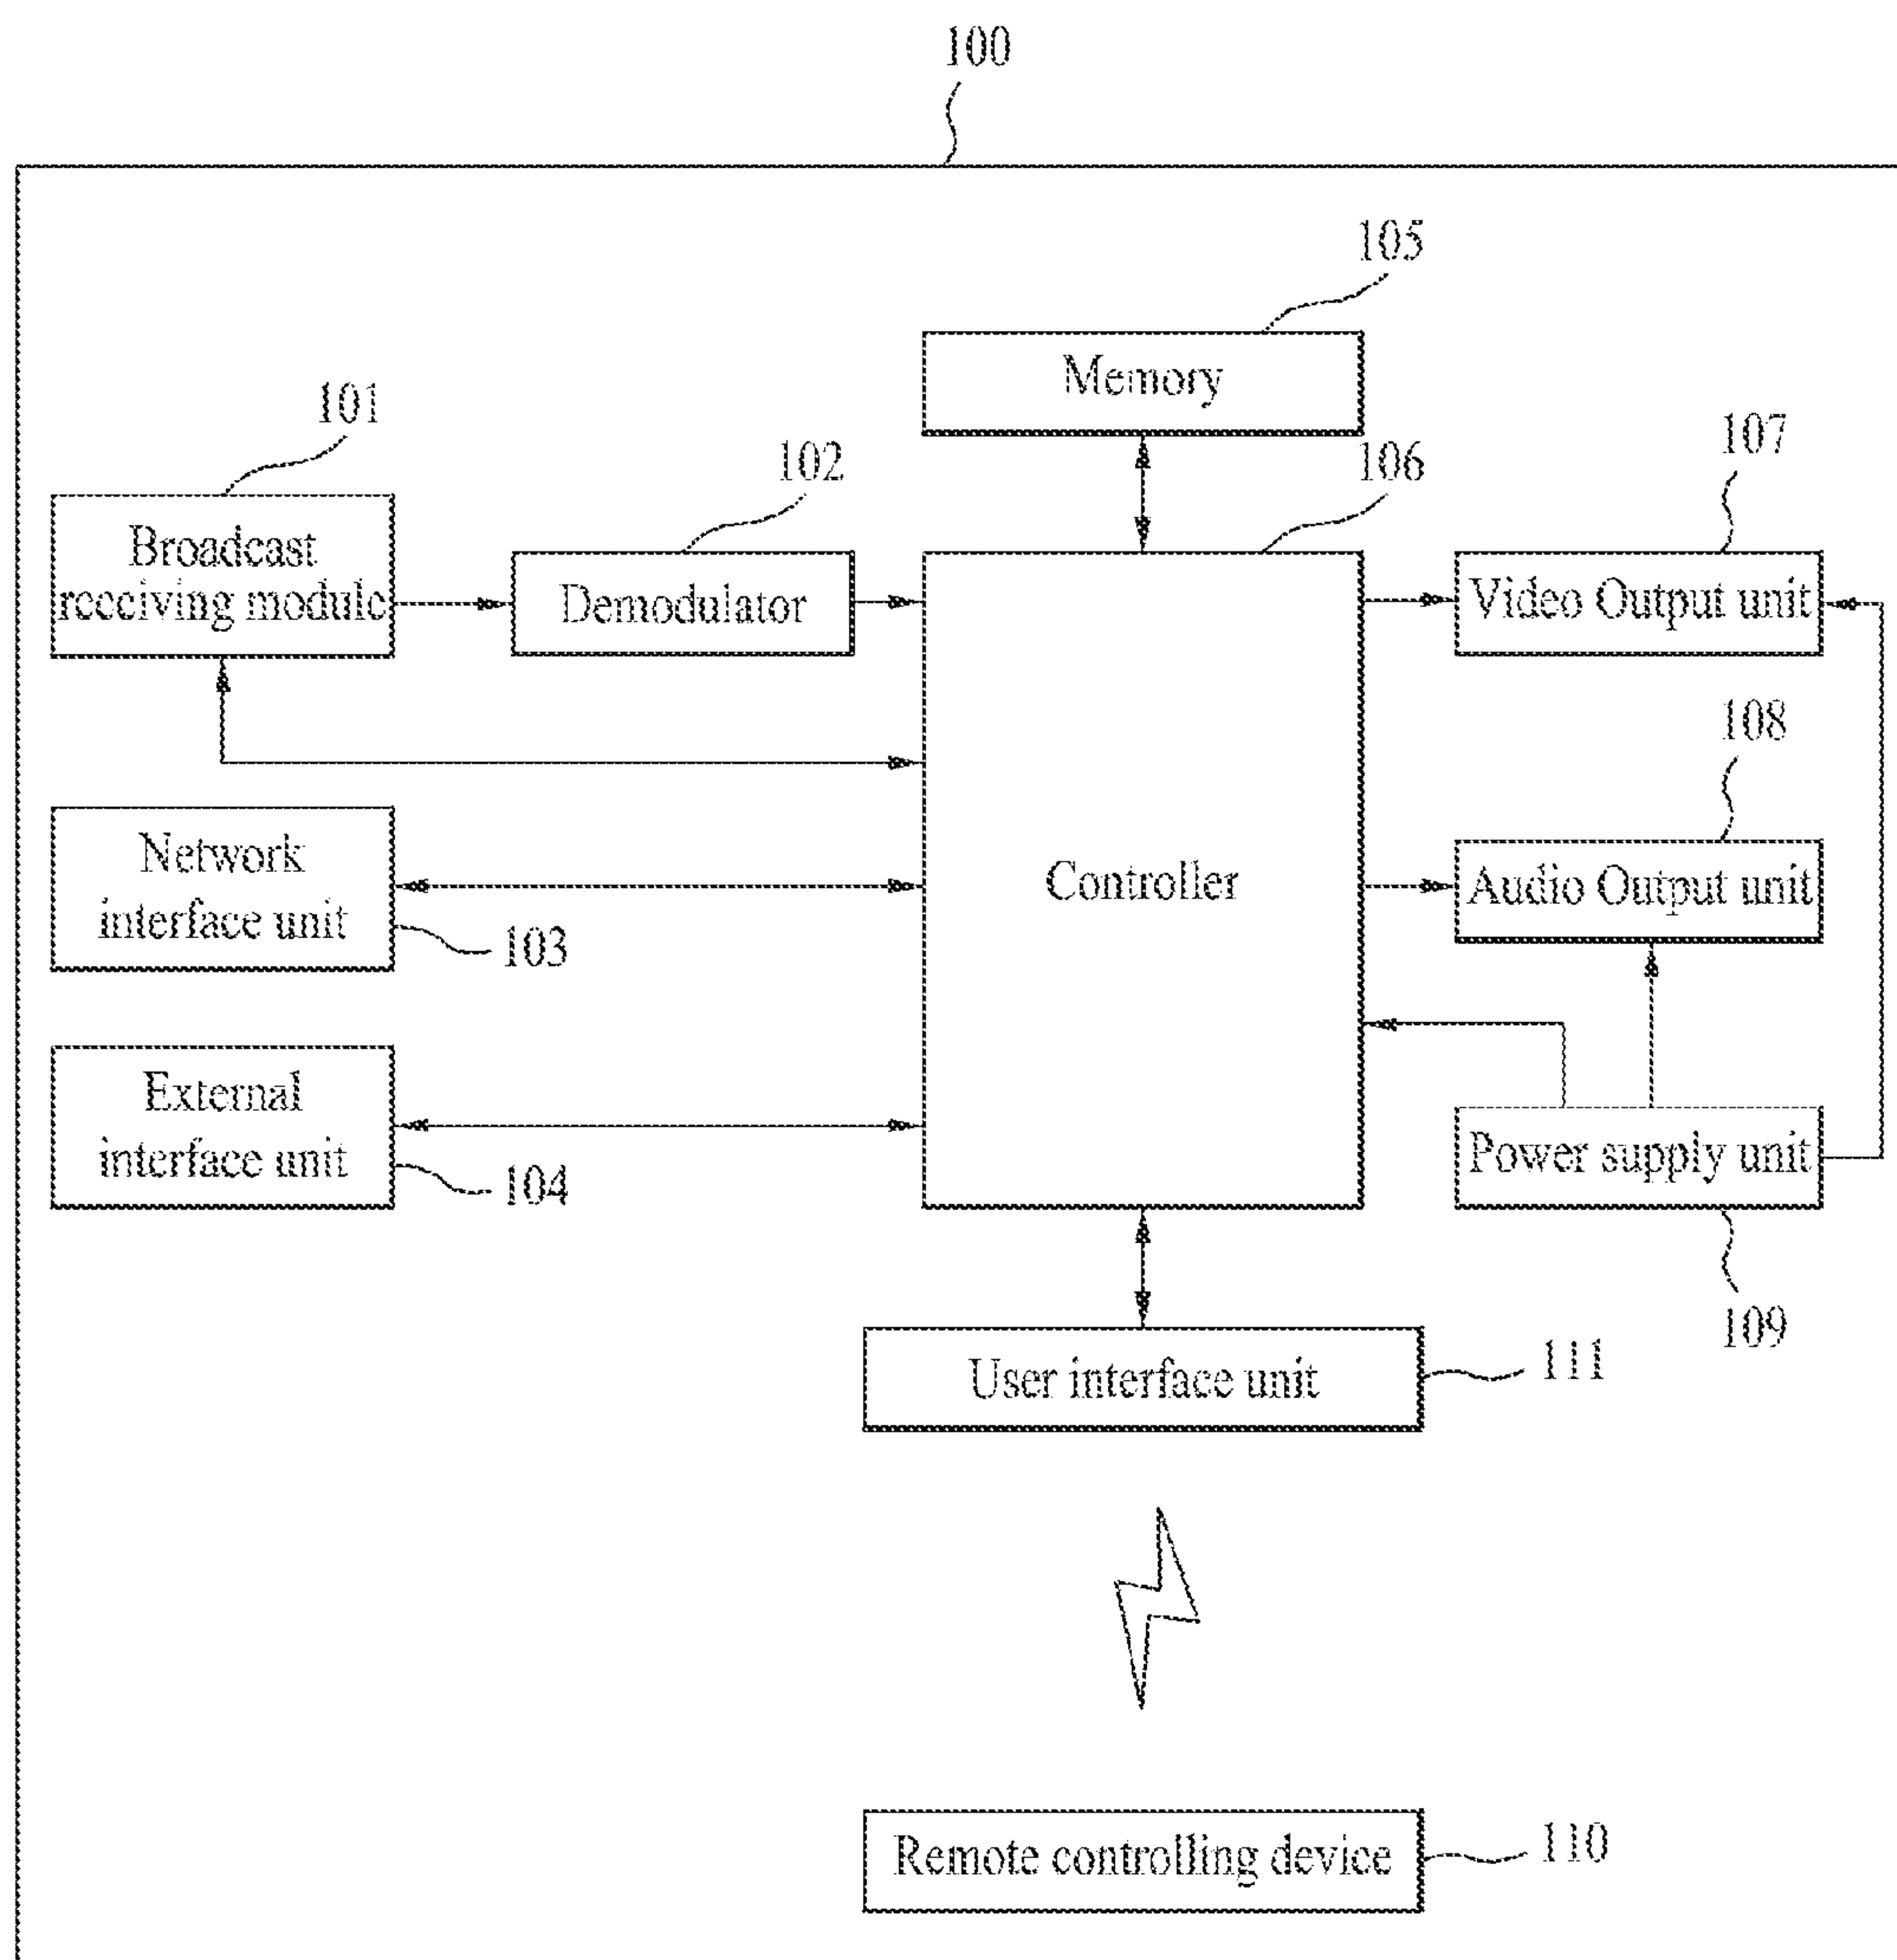 100
105
Memory
101
102
106
107
Broadcast
receiving module
Demodulator
Video Output unit
108
Network
interface unit
103
Controller
Audio Output unit
External
interface unit
104
Power supply unit
109
User interface unit
111
Remote controlling device
110